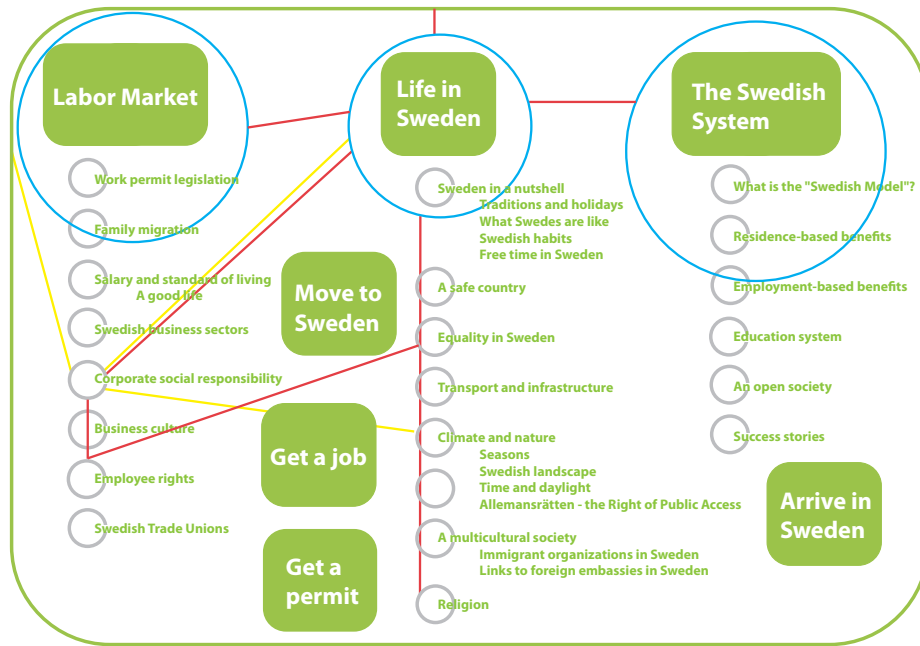 Labor Market
Work permit legislation
Family migration
Salary and standard of living
A good life
Swedish business sectors
Corporate social responsibility
Business culture
Employee rights
Swedish Trade Unions
Move to
Sweden
Get a job
Get a
permit
Life in
Sweden
Sweden in a nutshell
Traditions and holidays
What Swedes are like
Swedish habits
Free time in Sweden
A safe country
Equality in Sweden
Transport and infrastructure
Climate and nature
Seasons
Swedish landscape
Time and daylight
Allemansrätten - the Right of Public Access
A multicultural society
Immigrant organizations in Sweden
Links to foreign embassies in Sweden
Religion
The Swedish
System
What is the "Swedish Model"?
Residence-based benefits
Employment-based benefits
Education system
An open society
Success stories
Arrive in
Sweden